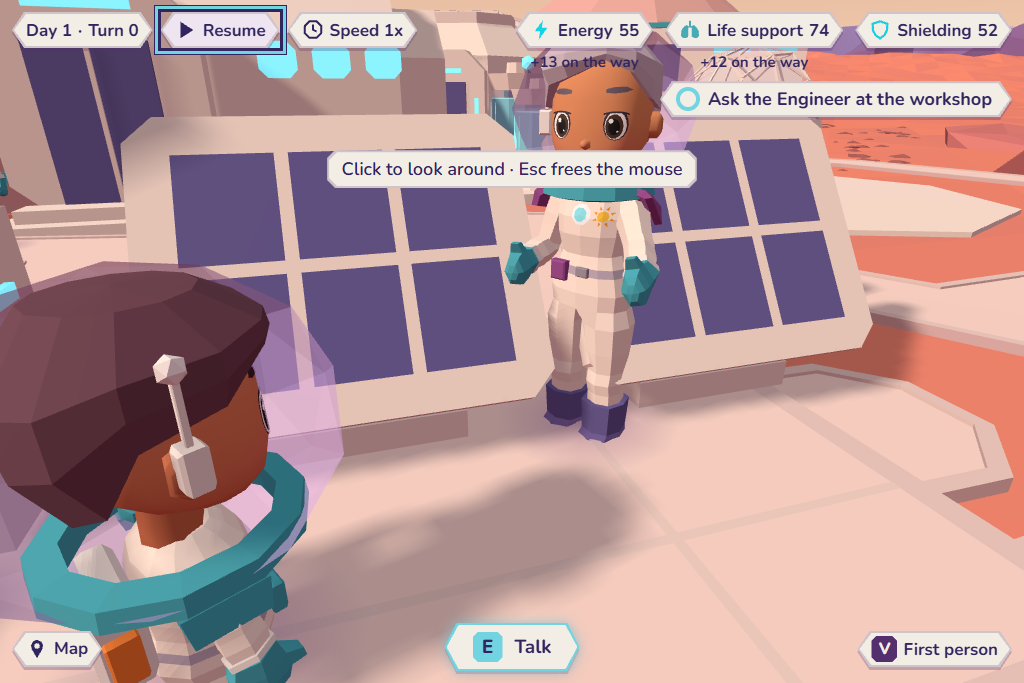 Day 1 · Turn 0
Resume
Speed 1x
Energy 55
Life support 74
Shielding 52
+13 on the way
+12 on the way
Ask the Engineer at the workshop
Click to look around · Esc frees the mouse
Map
E Talk
V First person